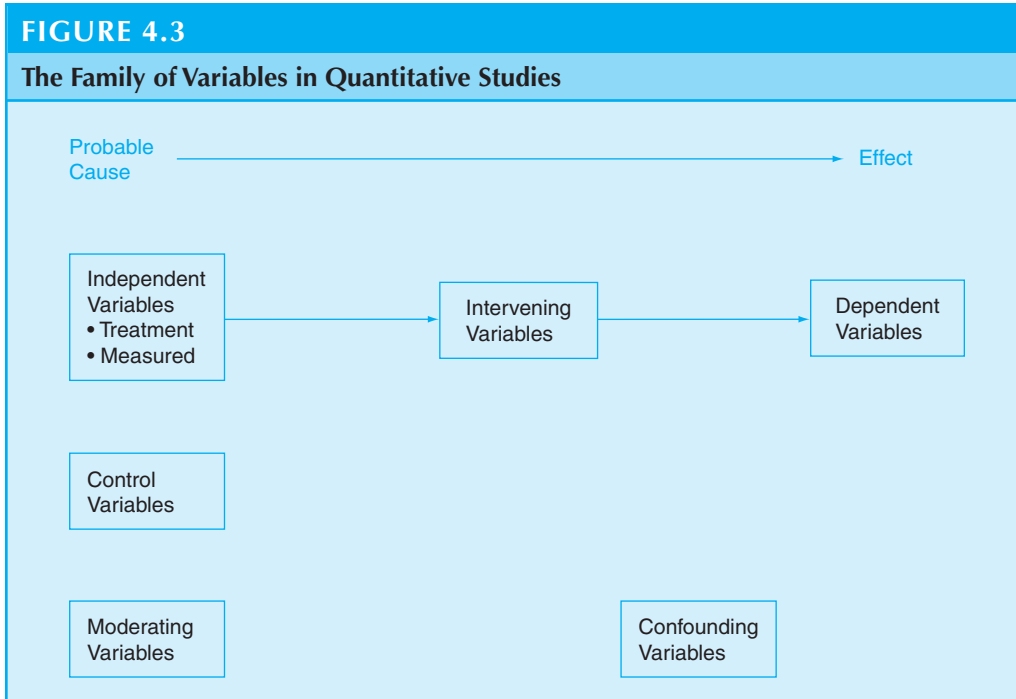 FIGURE 4.3
The Family of Variables in Quantitative Studies
Probable
Cause
Effect
Independent
Variables
• Treatment
• Measured
Intervening
Variables
Dependent
Variables
Control
Variables
Moderating
Variables
Confounding
Variables